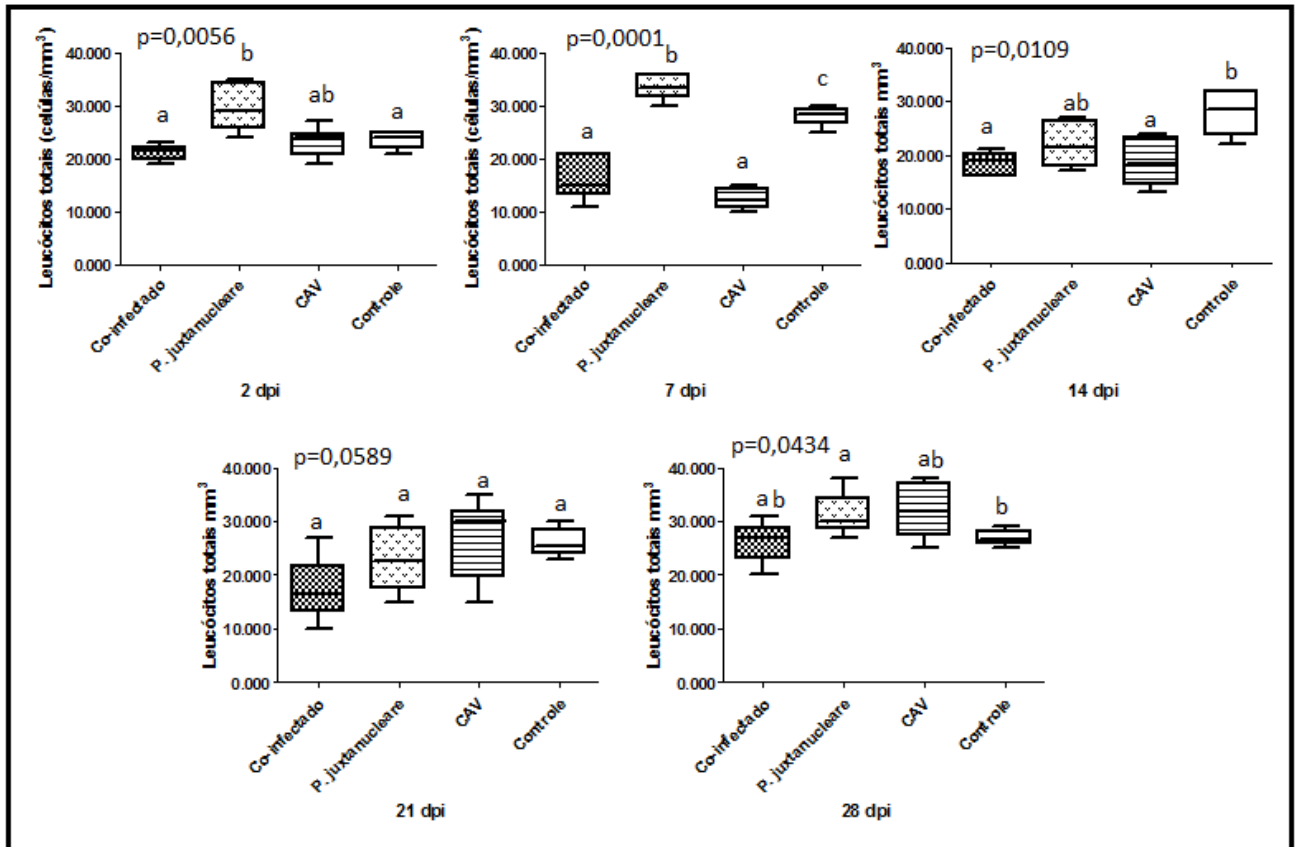 p=0,0056
Leucócitos totais (celúlas/mm³)
40.000
30.000
20.000
10.000
0.000
a
b
ab
a
Co-infectado
P. juxtanucleare
CAV
Controle
2 dpi
p=0,0001
Leucócitos totais (células/mm³)
40.000
30.000
20.000
10.000
0.000
a
b
a
c
Co-infectado
P. juxtanucleare
CAV
Controle
7 dpi
p=0,0109
Leucócitos totais mm³
40.000
30.000
20.000
10.000
0.000
a
ab
a
b
Co-infectado
P. juxtanucleare
CAV
Controle
14 dpi
p=0,0589
Leucócitos totais mm³
40.000
30.000
20.000
10.000
0.000
a
a
a
a
Co-infectado
P. juxtanucleare
CAV
Controle
21 dpi
p=0,0434
Leucócitos totais mm³
40.000
30.000
20.000
10.000
0.000
a b
a
ab
b
Co-infectado
P. juxtanucleare
CAV
Controle
28 dpi